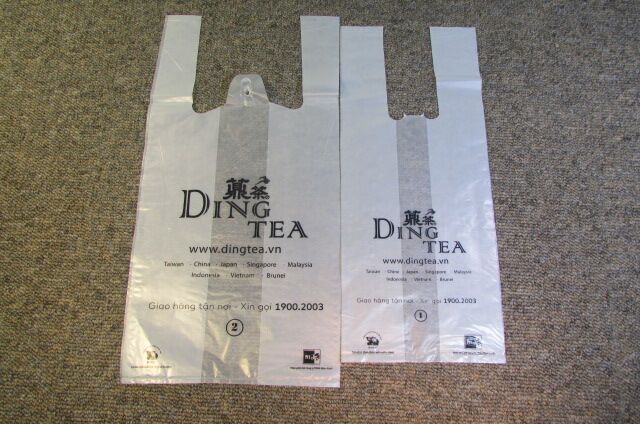 薡茶
DING
TEA
www.dingtea.vn
Taiwan · China · Japan · Singapore · Malaysia
Indonesia · Vietnam · Brunei
Giao hàng tận nơi - Xin gọi 1900.2003
2
薡茶
DING
TEA
www.dingtea.vn
Taiwan · China · Japan · Singapore · Malaysia
Indonesia · Vietnam · Brunei
Giao hàng tận nơi - Xin gọi 1900.2003
1